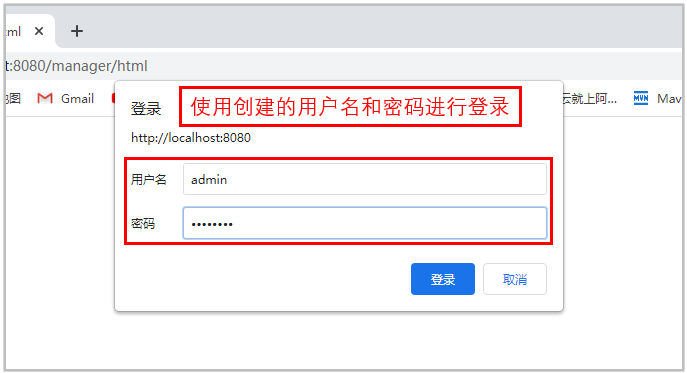 ml × +
:8080/manager/html
地图 Gmail 云就上阿... MVN Mav
登录 使用创建的用户名和密码进行登录
http://localhost:8080
用户名 admin
密码 ••••••••
登录 取消